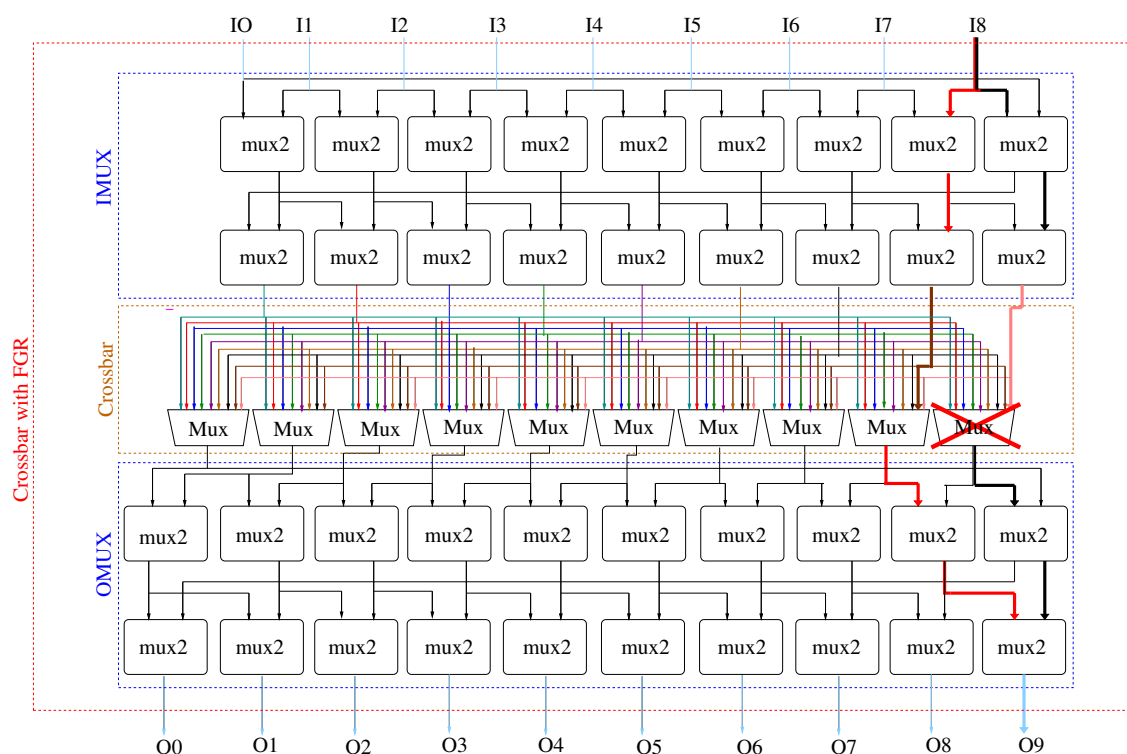 IO I1 I2 I3 I4 I5 I6 I7 I8
mux2 mux2 mux2 mux2 mux2 mux2 mux2 mux2 mux2
IMUX
mux2 mux2 mux2 mux2 mux2 mux2 mux2 mux2 mux2
Crossbar with FGR
Crossbar
Mux Mux Mux Mux Mux Mux Mux Mux Mux Mux
mux2 mux2 mux2 mux2 mux2 mux2 mux2 mux2 mux2 mux2
OMUX
mux2 mux2 mux2 mux2 mux2 mux2 mux2 mux2 mux2 mux2
O0 O1 O2 O3 O4 O5 O6 O7 O8 O9